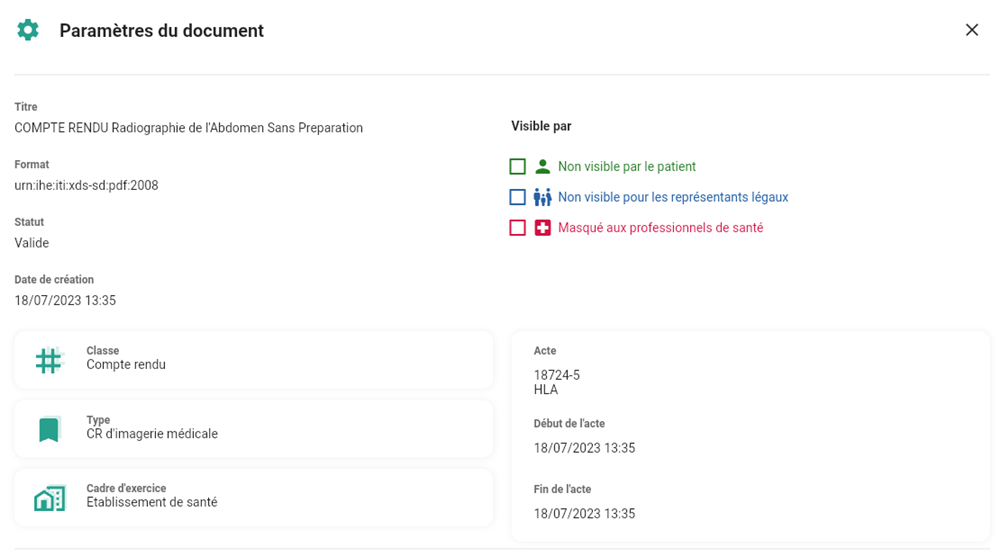 Paramètres du document
Titre
COMPTE RENDU Radiographie de l'Abdomen Sans Preparation
Format
urn:ihe:iti:xds-sd:pdf:2008
Statut
Valide
Date de création
18/07/2023 13:35
Visible par
Non visible par le patient
Non visible pour les représentants légaux
Masqué aux professionnels de santé
Classe
Compte rendu
Type
CR d'imagerie médicale
Cadre d'exercice
Etablissement de santé
Acte
18724-5
HLA
Début de l'acte
18/07/2023 13:35
Fin de l'acte
18/07/2023 13:35